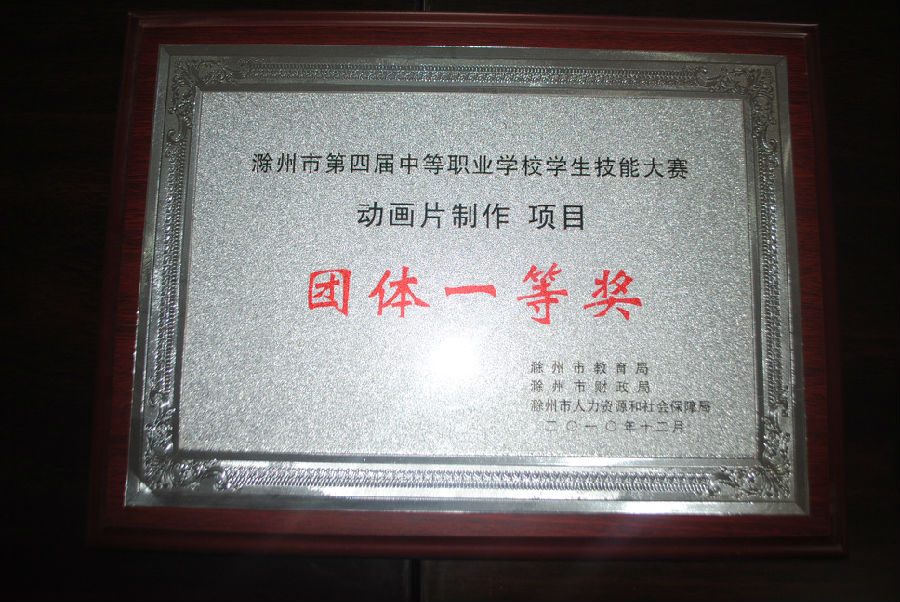 滁州市第四届中等职业学校学生技能大赛
动画片制作 项目
团体一等奖
滁州市教育局
滁州市财政局
滁州市人力资源和社会保障局
二〇一〇年十二月